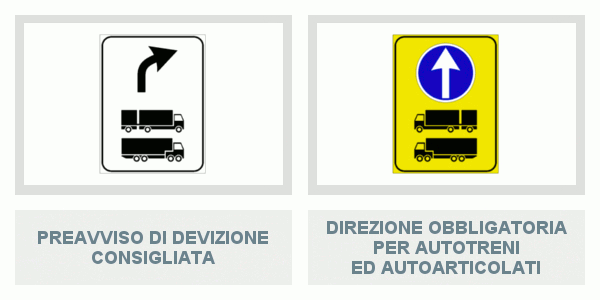 PREAVVISO DI DEVIZIONE
CONSIGLIATA
DIREZIONE OBBLIGATORIA
PER AUTOTRENI
ED AUTOARTICOLATI